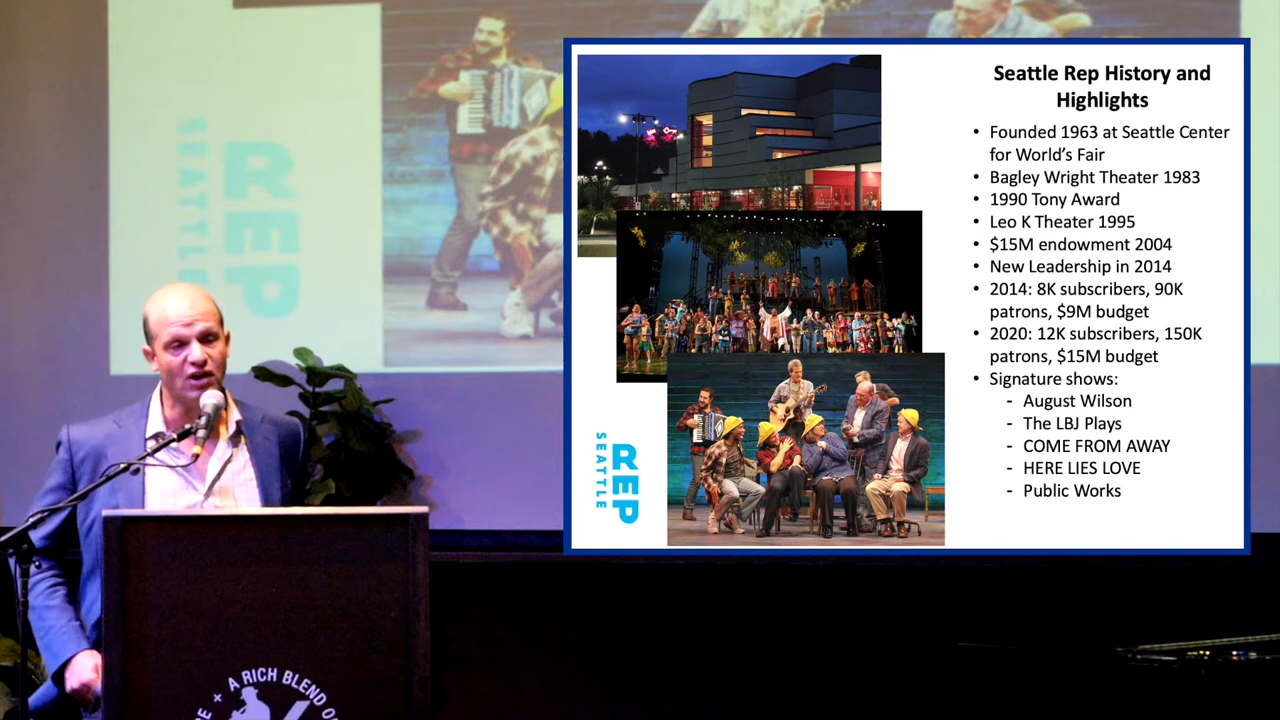 Seattle Rep History and
Highlights
• Founded 1963 at Seattle Center
for World's Fair
• Bagley Wright Theater 1983
• 1990 Tony Award
• Leo K Theater 1995
• $15M endowment 2004
• New Leadership in 2014
• 2014: 8K subscribers, 90K
patrons, $9M budget
• 2020: 12K subscribers, 150K
patrons, $15M budget
• Signature shows:
- August Wilson
- The LBJ Plays
- COME FROM AWAY
- HERE LIES LOVE
- Public Works
SEATTLE
REP
SEATTLE
REP
+ A RICH BLEND